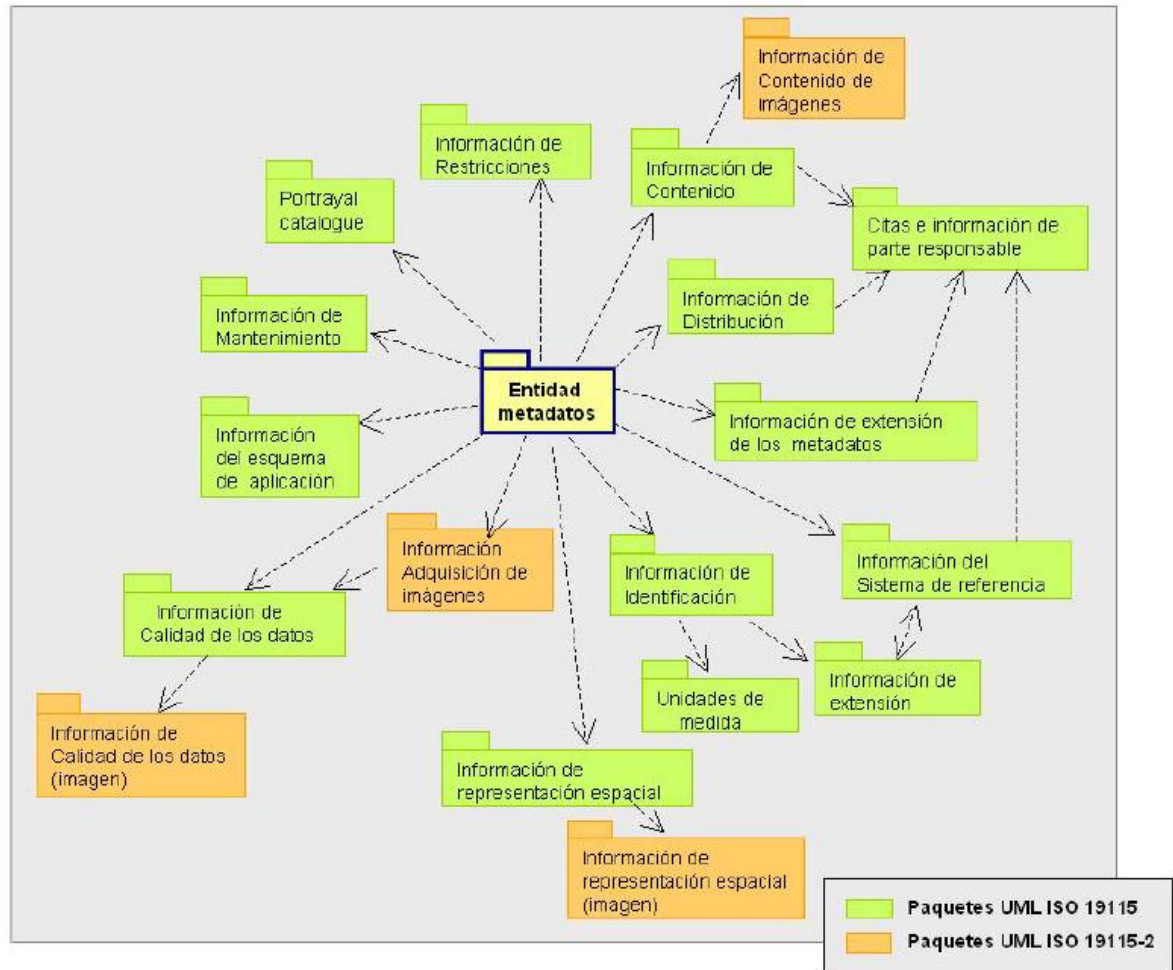 Información de
Contenido de
imágenes
Información de
Restricciones
Información de
Contenido
Portrayal
catalogue
Citas e información de
parte responsable
Información de
Mantenimiento
Información de
Distribución
Entidad
metadatos
Información
del esquema
de aplicación
Información de extensión
de los metadatos
Información
Adquisición de
imágenes
Información de
Identificación
Información del
Sistema de referencia
Información de
Calidad de los datos
Unidades de
medida
Información de
extensión
Información de
Calidad de los datos
(imagen)
Información de
representación espacial
Información de
representación espacial
(imagen)
Paquetes UML ISO 19115
Paquetes UML ISO 19115-2